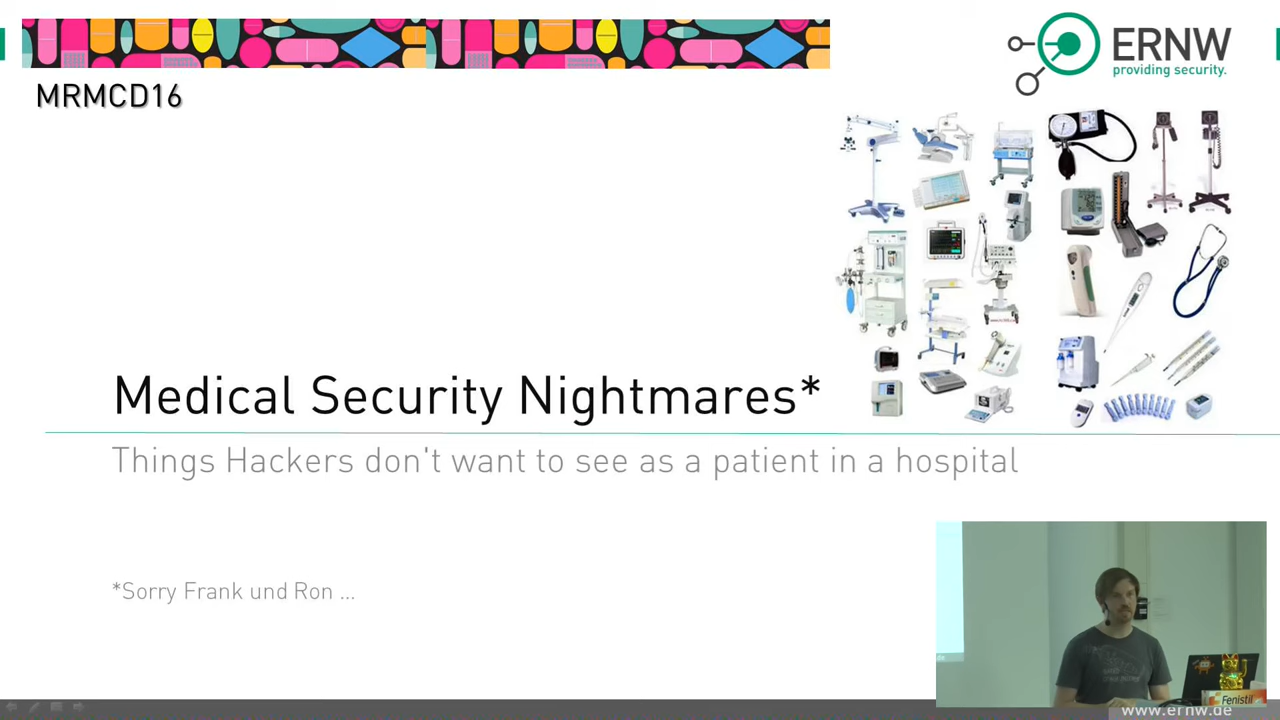 MRMCD16
ERNW
providing security.
Medical Security Nightmares*
Things Hackers don't want to see as a patient in a hospital
*Sorry Frank und Ron ...
Fenistil
www.ernw.de